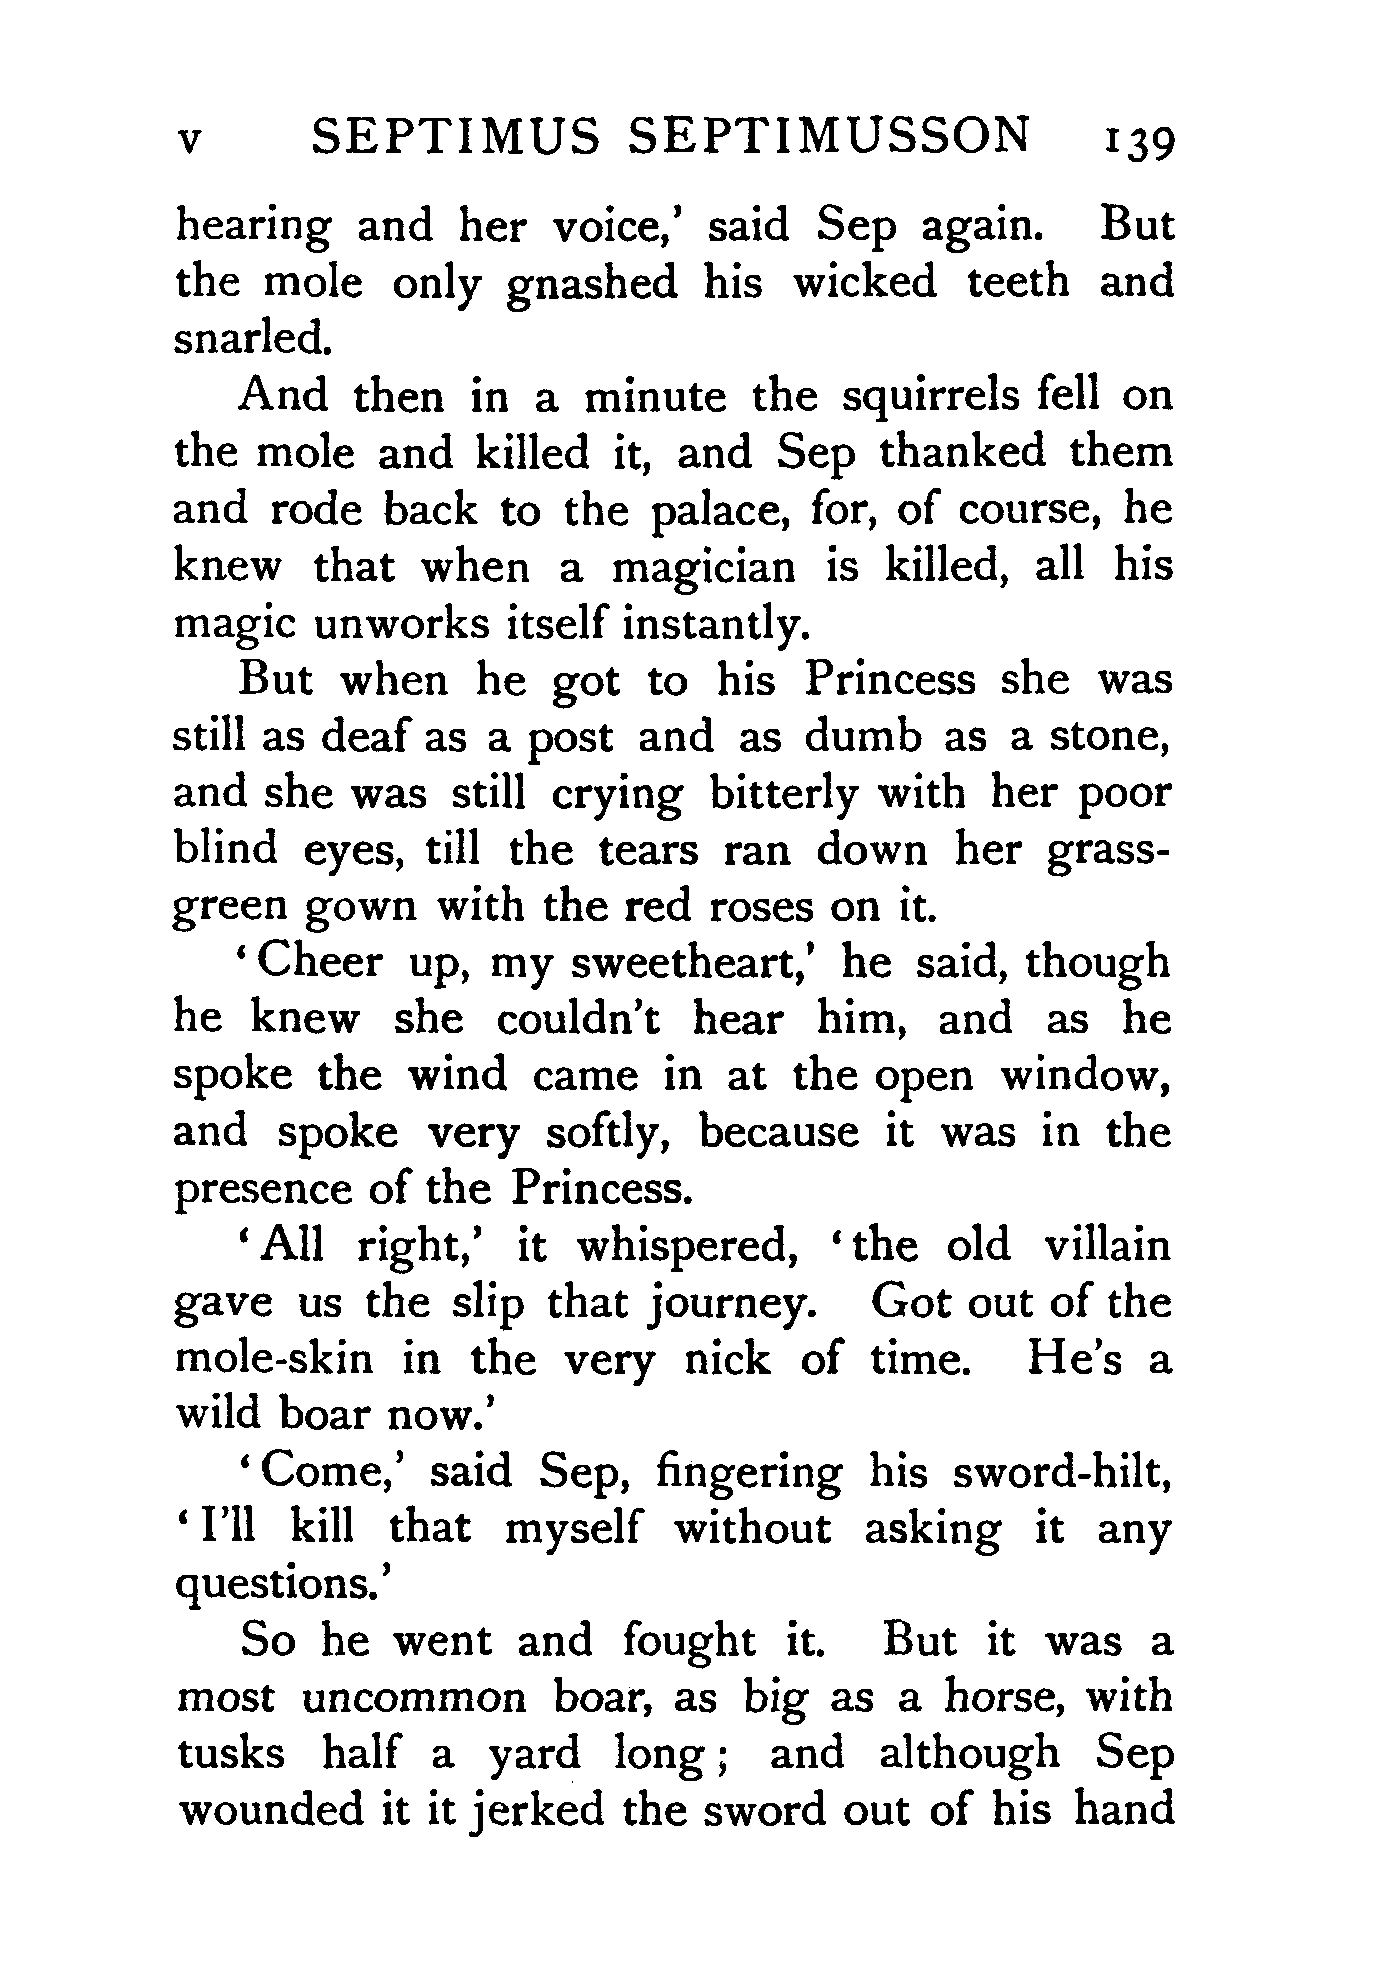 v SEPTIMUS SEPTIMUSSON 139
hearing and her voice,' said Sep again. But
the mole only gnashed his wicked teeth and
snarled.
And then in a minute the squirrels fell on
the mole and killed it, and Sep thanked them
and rode back to the palace, for, of course, he
knew that when a magician is killed, all his
magic unworks itself instantly.
But when he got to his Princess she was
still as deaf as a post and as dumb as a stone,
and she was still crying bitterly with her poor
blind eyes, till the tears ran down her grass-
green gown with the red roses on it.
‘Cheer up, my sweetheart,’ he said, though
he knew she couldn't hear him, and as he
spoke the wind came in at the open window,
and spoke very softly, because it was in the
presence of the Princess.
‘All right,’ it whispered, ‘the old villain
gave us the slip that journey. Got out of the
mole-skin in the very nick of time. He's a
wild boar now.’
‘Come,’ said Sep, fingering his sword-hilt,
‘I'll kill that myself without asking it any
questions.’
So he went and fought it. But it was a
most uncommon boar, as big as a horse, with
tusks half a yard long; and although Sep
wounded it it jerked the sword out of his hand